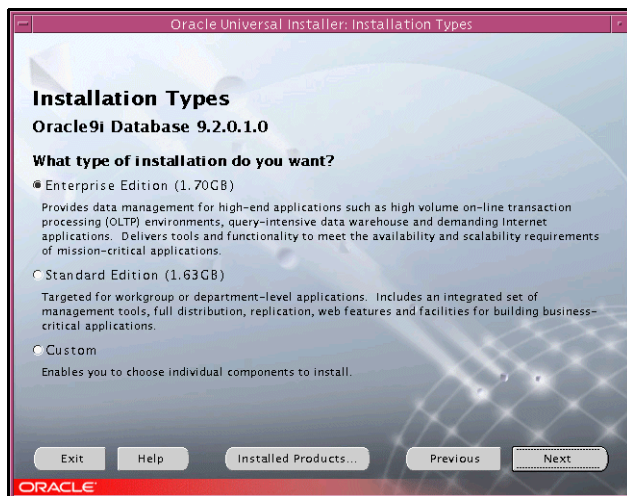 Oracle Universal Installer: Installation Types
Installation Types
Oracle9i Database 9.2.0.1.0
What type of installation do you want?
Enterprise Edition (1.70GB)
Provides data management for high-end applications such as high volume on-line transaction
processing (OLTP) environments, query-intensive data warehouse and demanding Internet
applications. Delivers tools and functionality to meet the availability and scalability requirements
of mission-critical applications.
Standard Edition (1.63GB)
Targeted for workgroup or department-level applications. Includes an integrated set of
management tools, full distribution, replication, web features and facilities for building business-
critical applications.
Custom
Enables you to choose individual components to install.
Exit Help Installed Products... Previous Next
ORACLE